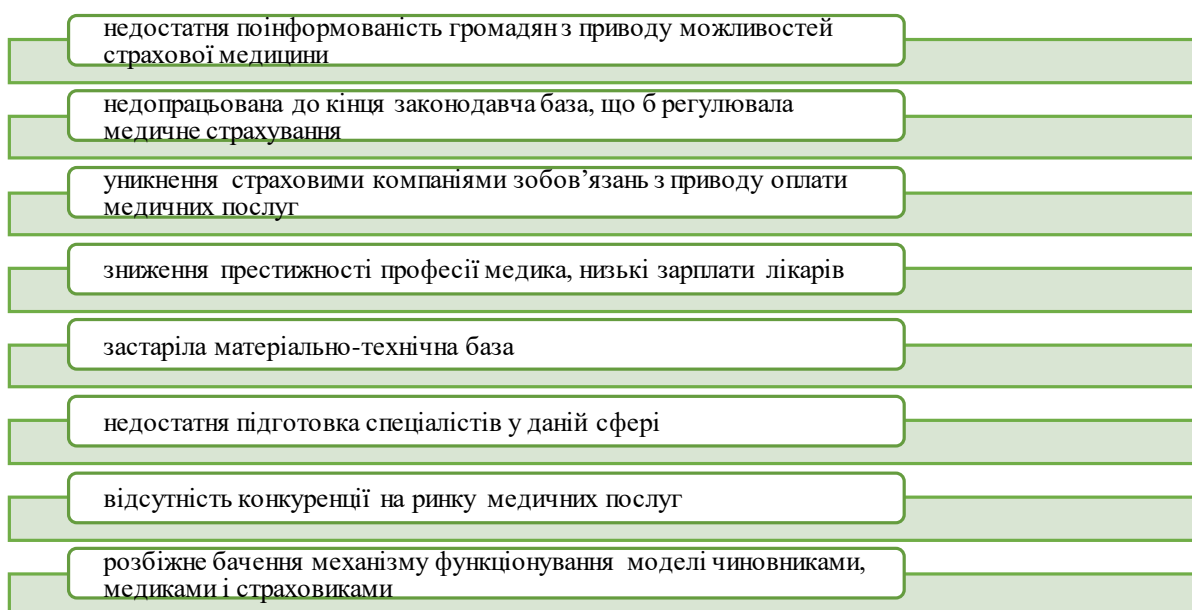 недостатня поінформованість громадян з приводу можливостей
страхової медицини
недопрацьована до кінця законодавча база, що б регулювала
медичне страхування
уникнення страховими компаніями зобов’язань з приводу оплати
медичних послуг
зниження престижності професії медика, низькі зарплати лікарів
застаріла матеріально-технічна база
недостатня підготовка спеціалістів у даній сфері
відсутність конкуренції на ринку медичних послуг
розбіжне бачення механізму функціонування моделі чиновниками,
медиками і страховиками